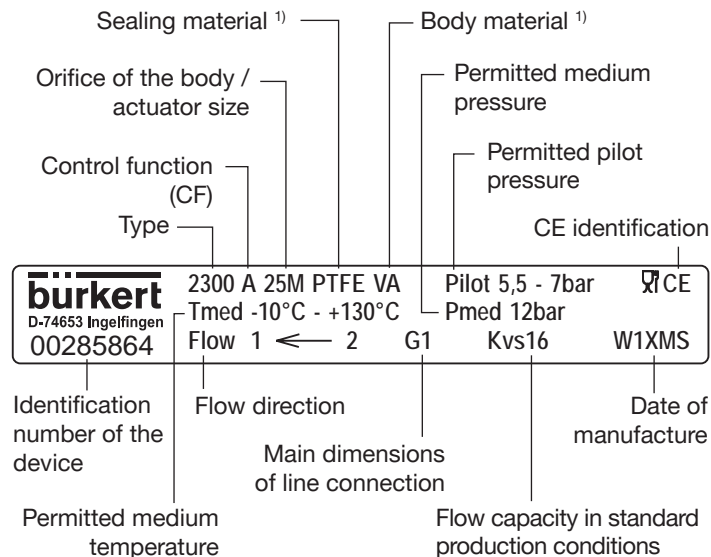 Sealing material 1)
Body material 1)
Orifice of the body /
actuator size
Permitted medium
pressure
Control function
(CF)
Permitted pilot
pressure
Type
CE identification
burkert
D-74653 Ingelfingen
00285864
2300 A 25M PTFE VA Pilot 5,5 - 7bar CE
Tmed -10°C - +130°C Pmed 12bar
Flow 1 ← 2 G1 Kvs16 W1XMS
Identification
number of the
device
Flow direction
Main dimensions
of line connection
Date of
manufacture
Permitted medium
temperature
Flow capacity in standard
production conditions